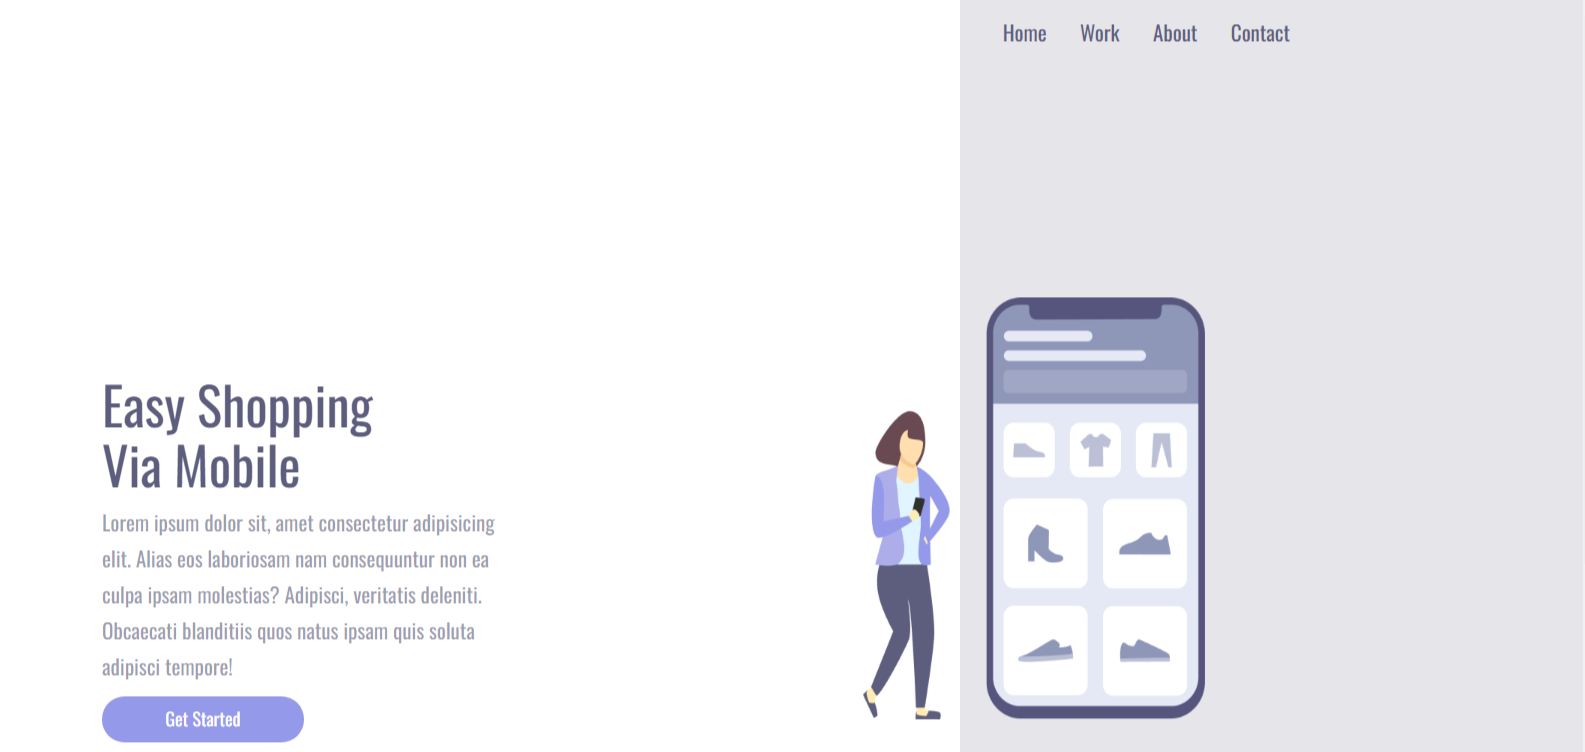 Home Work About Contact
Easy Shopping
Via Mobile
Lorem ipsum dolor sit, amet consectetur adipisicing
elit. Alias eos laboriosam nam consequuntur non ea
culpa ipsam molestias? Adipisci, veritatis deleniti.
Obcaecati blanditiis quos natus ipsam quis soluta
adipisci tempore!
Get Started